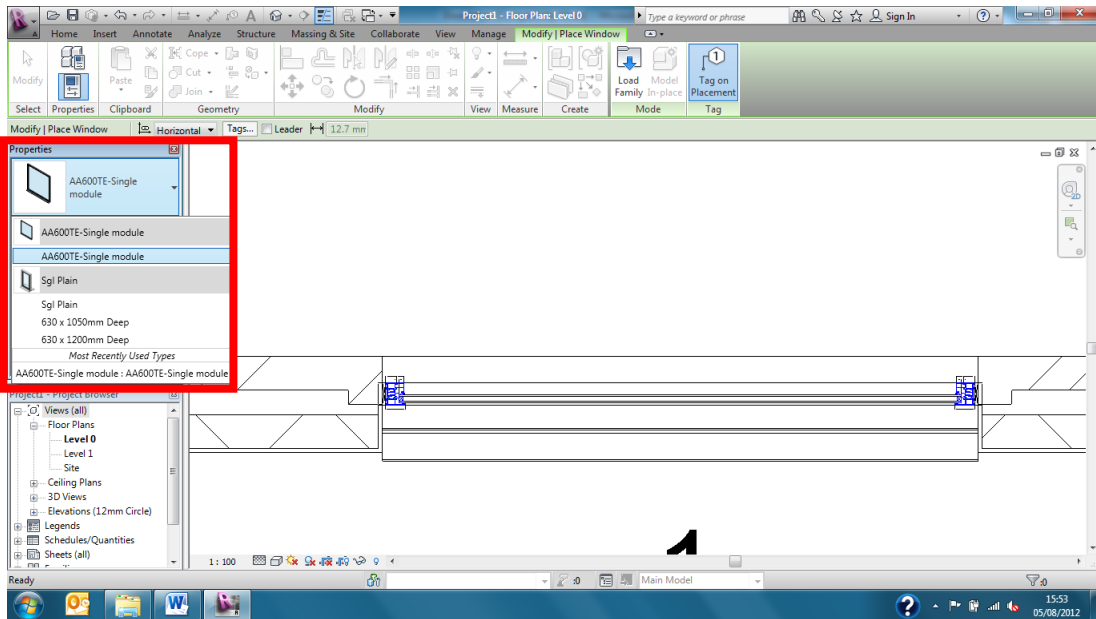 Project1 - Floor Plan: Level 0
Type a keyword or phrase
Sign In
Home Insert Annotate Analyze Structure Massing & Site Collaborate View Manage Modify | Place Window
Modify
Paste
Cope
Cut
Join
Load Family
Model In-place
Tag on Placement
Select Properties Clipboard Geometry Modify View Measure Create Mode Tag
Modify | Place Window Horizontal Tags... Leader 12.7 mm
Properties
AA600TE-Single
module
AA600TE-Single module
AA600TE-Single module
Sgl Plain
Sgl Plain
630 x 1050mm Deep
630 x 1200mm Deep
Most Recently Used Types
AA600TE-Single module : AA600TE-Single module
Project1 - Project Browser
Views (all)
Floor Plans
Level 0
Level 1
Site
Ceiling Plans
3D Views
Elevations (12mm Circle)
Legends
Schedules/Quantities
Sheets (all)
2D
1
1 : 100
Ready
:0
Main Model
:0
15:53
05/08/2012